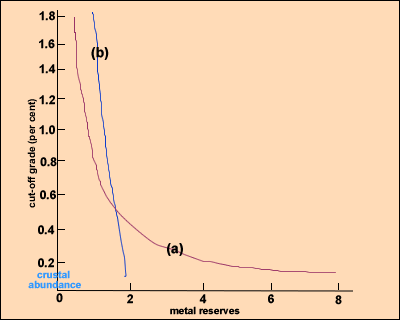 1.8
1.6
(b)
1.4
1.2
1.0
0.8
0.6
0.4
(a)
0.2
cut-off grade (per cent)
crustal
abundance
0 2 4 6 8
metal reserves